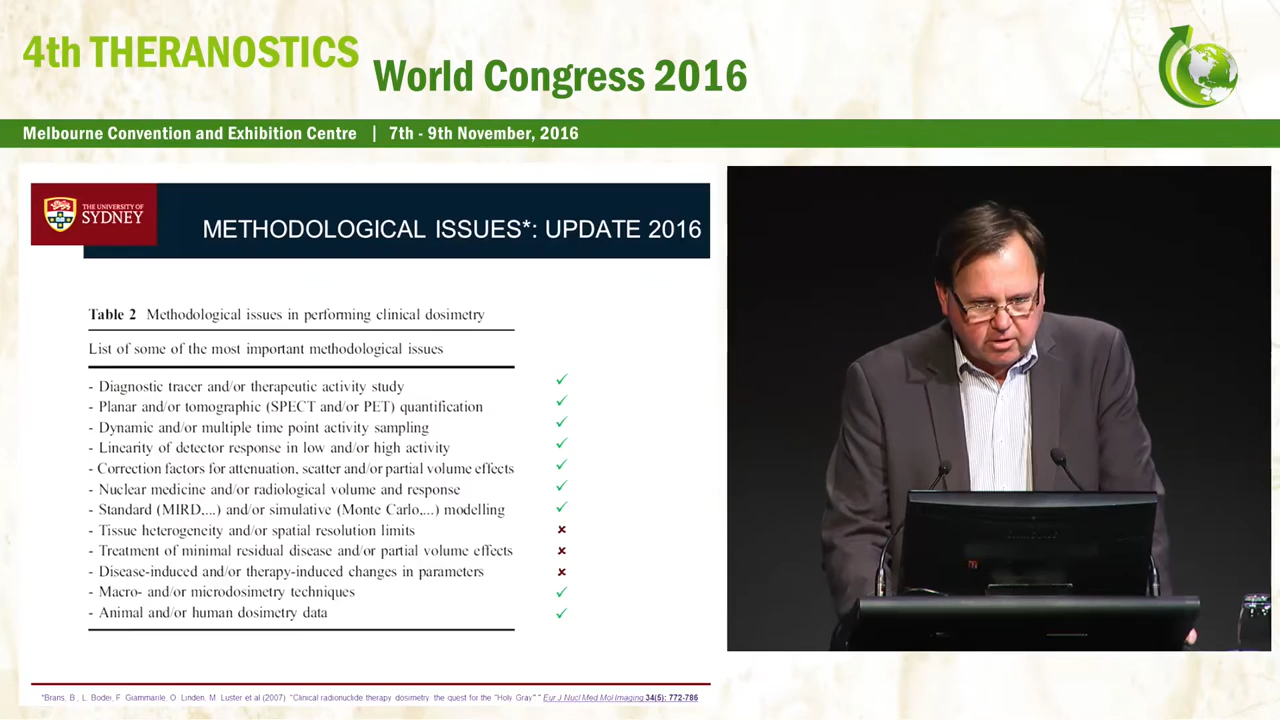 4th THERANOSTICS
World Congress 2016
Melbourne Convention and Exhibition Centre | 7th - 9th November, 2016
THE UNIVERSITY OF
SYDNEY
METHODOLOGICAL ISSUES*: UPDATE 2016
Table 2 Methodological issues in performing clinical dosimetry
List of some of the most important methodological issues
- Diagnostic tracer and/or therapeutic activity study ✓
- Planar and/or tomographic (SPECT and/or PET) quantification ✓
- Dynamic and/or multiple time point activity sampling ✓
- Linearity of detector response in low and/or high activity ✓
- Correction factors for attenuation, scatter and/or partial volume effects ✓
- Nuclear medicine and/or radiological volume and response ✓
- Standard (MIRD,...) and/or simulative (Monte Carlo,...) modelling ✓
- Tissue heterogeneity and/or spatial resolution limits ✘
- Treatment of minimal residual disease and/or partial volume effects ✘
- Disease-induced and/or therapy-induced changes in parameters ✘
- Macro- and/or microdosimetry techniques ✓
- Animal and/or human dosimetry data ✓
*Brans, B., L. Bodei, F. Giammarile, O. Linden, M. Luster et al (2007) "Clinical radionuclide therapy dosimetry: the quest for the "Holy Gray"." Eur J Nucl Med Mol Imaging 34(5): 772-786